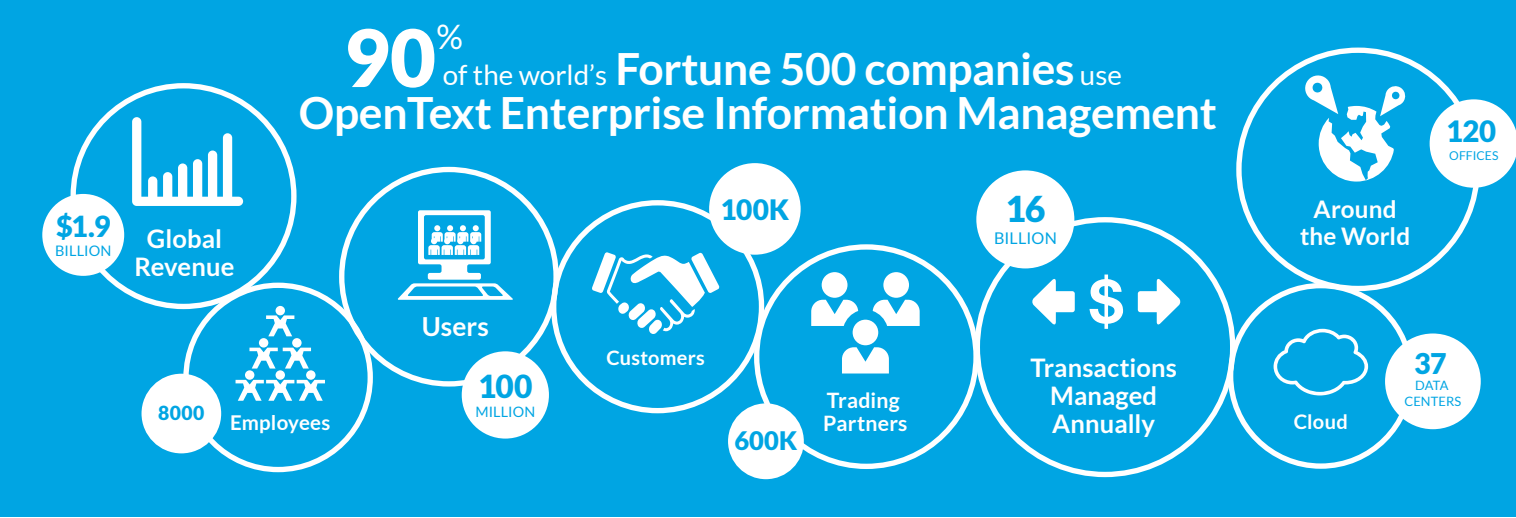 90%
of the world's Fortune 500 companies use
OpenText Enterprise Information Management
$1.9
BILLION
Global
Revenue
8000
Employees
Users
100
MILLION
100K
Customers
600K
Trading
Partners
16
BILLION
$
Transactions
Managed
Annually
120
OFFICES
Around
the World
37
DATA
CENTERS
Cloud